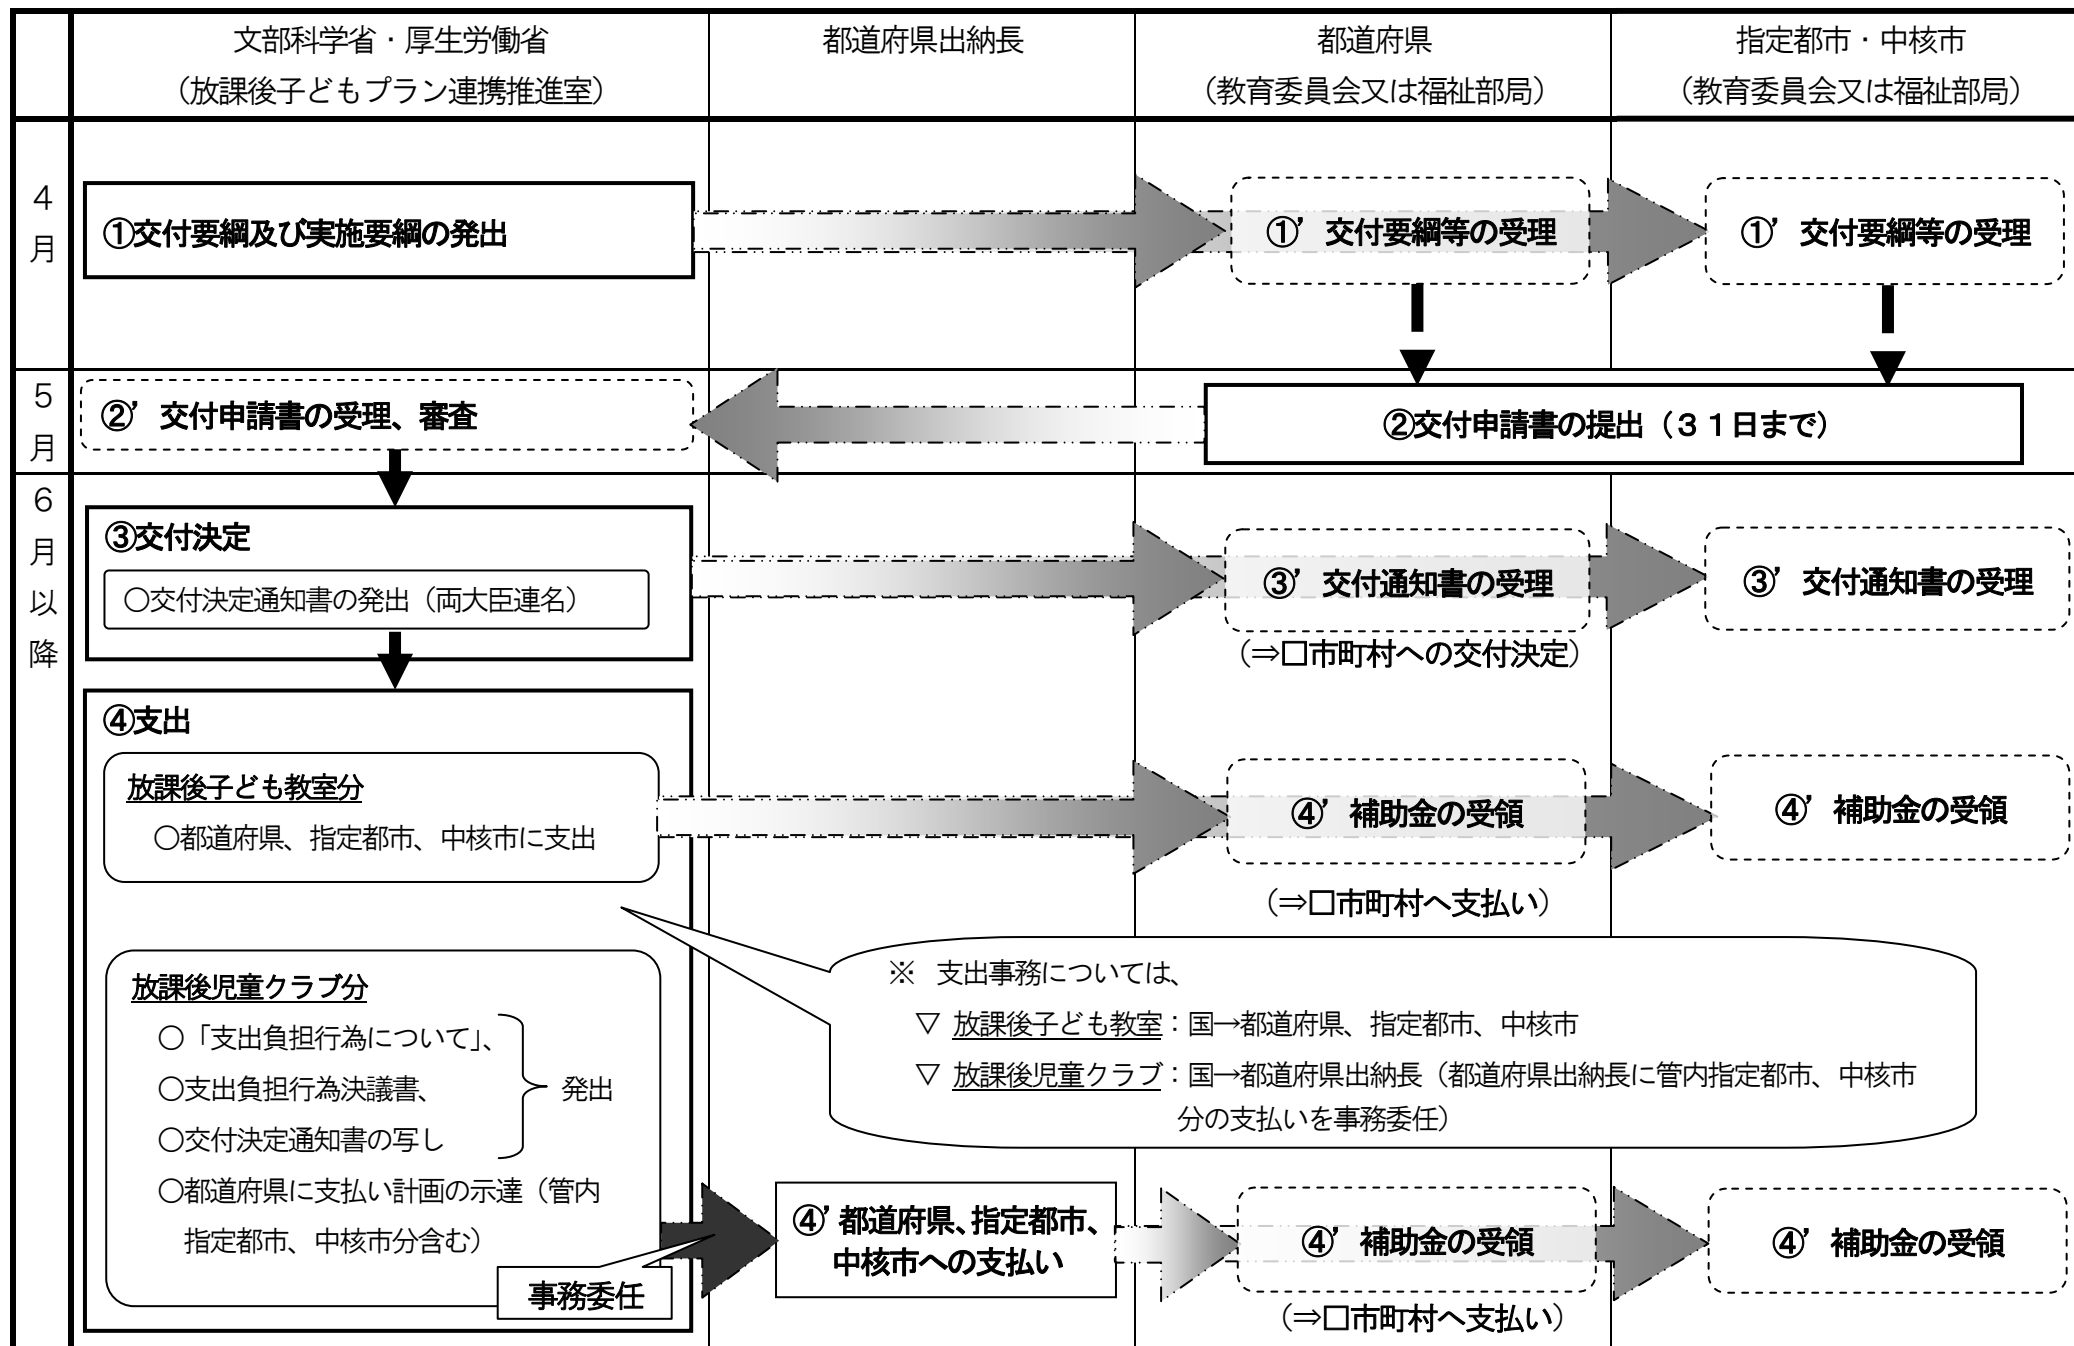 文部科学省・厚生労働省
（放課後子どもプラン連携推進室）
都道府県出納長
都道府県
（教育委員会又は福祉部局）
指定都市・中核市
（教育委員会又は福祉部局）
４月
①交付要綱及び実施要綱の発出
①’ 交付要綱等の受理
①’ 交付要綱等の受理
５月
②’ 交付申請書の受理、審査
②交付申請書の提出（３１日まで）
６月以降
③交付決定
○交付決定通知書の発出（両大臣連名）
③’ 交付通知書の受理
（⇒□市町村への交付決定）
③’ 交付通知書の受理
④支出
放課後子ども教室分
○都道府県、指定都市、中核市に支出
④’ 補助金の受領
（⇒□市町村へ支払い）
④’ 補助金の受領
※ 支出事務については、
▽ 放課後子ども教室：国→都道府県、指定都市、中核市
▽ 放課後児童クラブ：国→都道府県出納長（都道府県出納長に管内指定都市、中核市
分の支払いを事務委任）
放課後児童クラブ分
○「支出負担行為について」、
○支出負担行為決議書、
○交付決定通知書の写し
発出
○都道府県に支払い計画の示達（管内
指定都市、中核市分含む）
事務委任
④’ 都道府県、指定都市、
中核市への支払い
④’ 補助金の受領
（⇒□市町村へ支払い）
④’ 補助金の受領